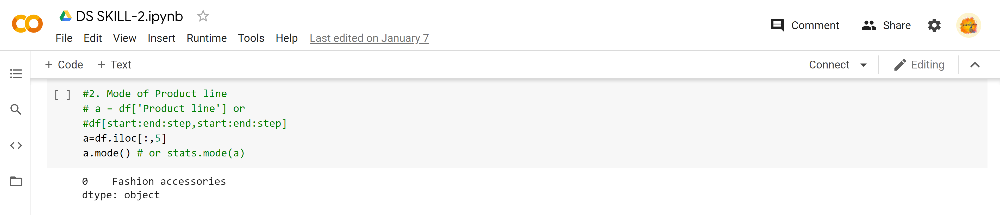 DS SKILL-2.ipynb
File Edit View Insert Runtime Tools Help Last edited on January 7
Comment Share
+ Code + Text
Connect Editing
[ ] #2. Mode of Product line
# a = df['Product line'] or
#df[start:end:step,start:end:step]
a=df.iloc[:,5]
a.mode() # or stats.mode(a)
0    Fashion accessories
dtype: object